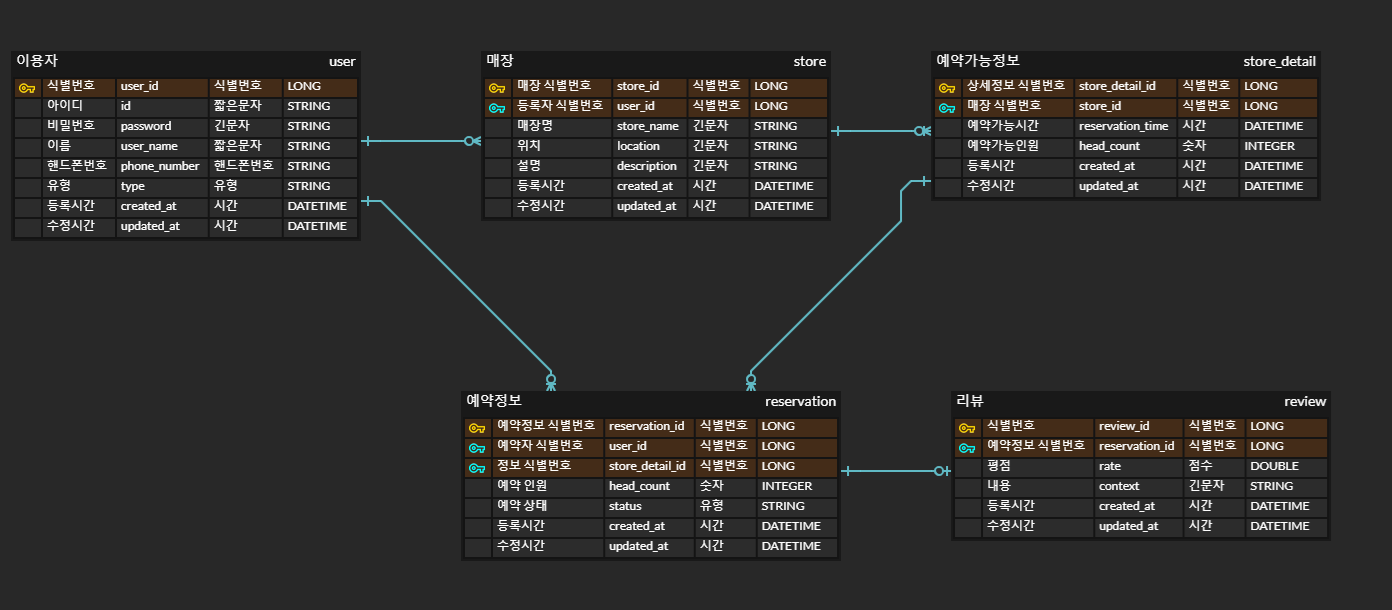 이용자 user
식별번호 user_id 식별번호 LONG
아이디 id 짧은문자 STRING
비밀번호 password 긴문자 STRING
이름 user_name 짧은문자 STRING
핸드폰번호 phone_number 핸드폰번호 STRING
유형 type 유형 STRING
등록시간 created_at 시간 DATETIME
수정시간 updated_at 시간 DATETIME
매장 store
매장 식별번호 store_id 식별번호 LONG
등록자 식별번호 user_id 식별번호 LONG
매장명 store_name 긴문자 STRING
위치 location 긴문자 STRING
설명 description 긴문자 STRING
등록시간 created_at 시간 DATETIME
수정시간 updated_at 시간 DATETIME
예약가능정보 store_detail
상세정보 식별번호 store_detail_id 식별번호 LONG
매장 식별번호 store_id 식별번호 LONG
예약가능시간 reservation_time 시간 DATETIME
예약가능인원 head_count 숫자 INTEGER
등록시간 created_at 시간 DATETIME
수정시간 updated_at 시간 DATETIME
예약정보 reservation
예약정보 식별번호 reservation_id 식별번호 LONG
예약자 식별번호 user_id 식별번호 LONG
정보 식별번호 store_detail_id 식별번호 LONG
예약 인원 head_count 숫자 INTEGER
예약 상태 status 유형 STRING
등록시간 created_at 시간 DATETIME
수정시간 updated_at 시간 DATETIME
리뷰 review
식별번호 review_id 식별번호 LONG
예약정보 식별번호 reservation_id 식별번호 LONG
평점 rate 점수 DOUBLE
내용 context 긴문자 STRING
등록시간 created_at 시간 DATETIME
수정시간 updated_at 시간 DATETIME